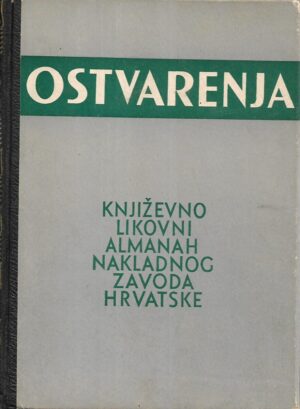 OSTVARENJA
KNJIŽEVNO
LIKOVNI
ALMANAH
NAKLADNOG
ZAVODA
HRVATSKE